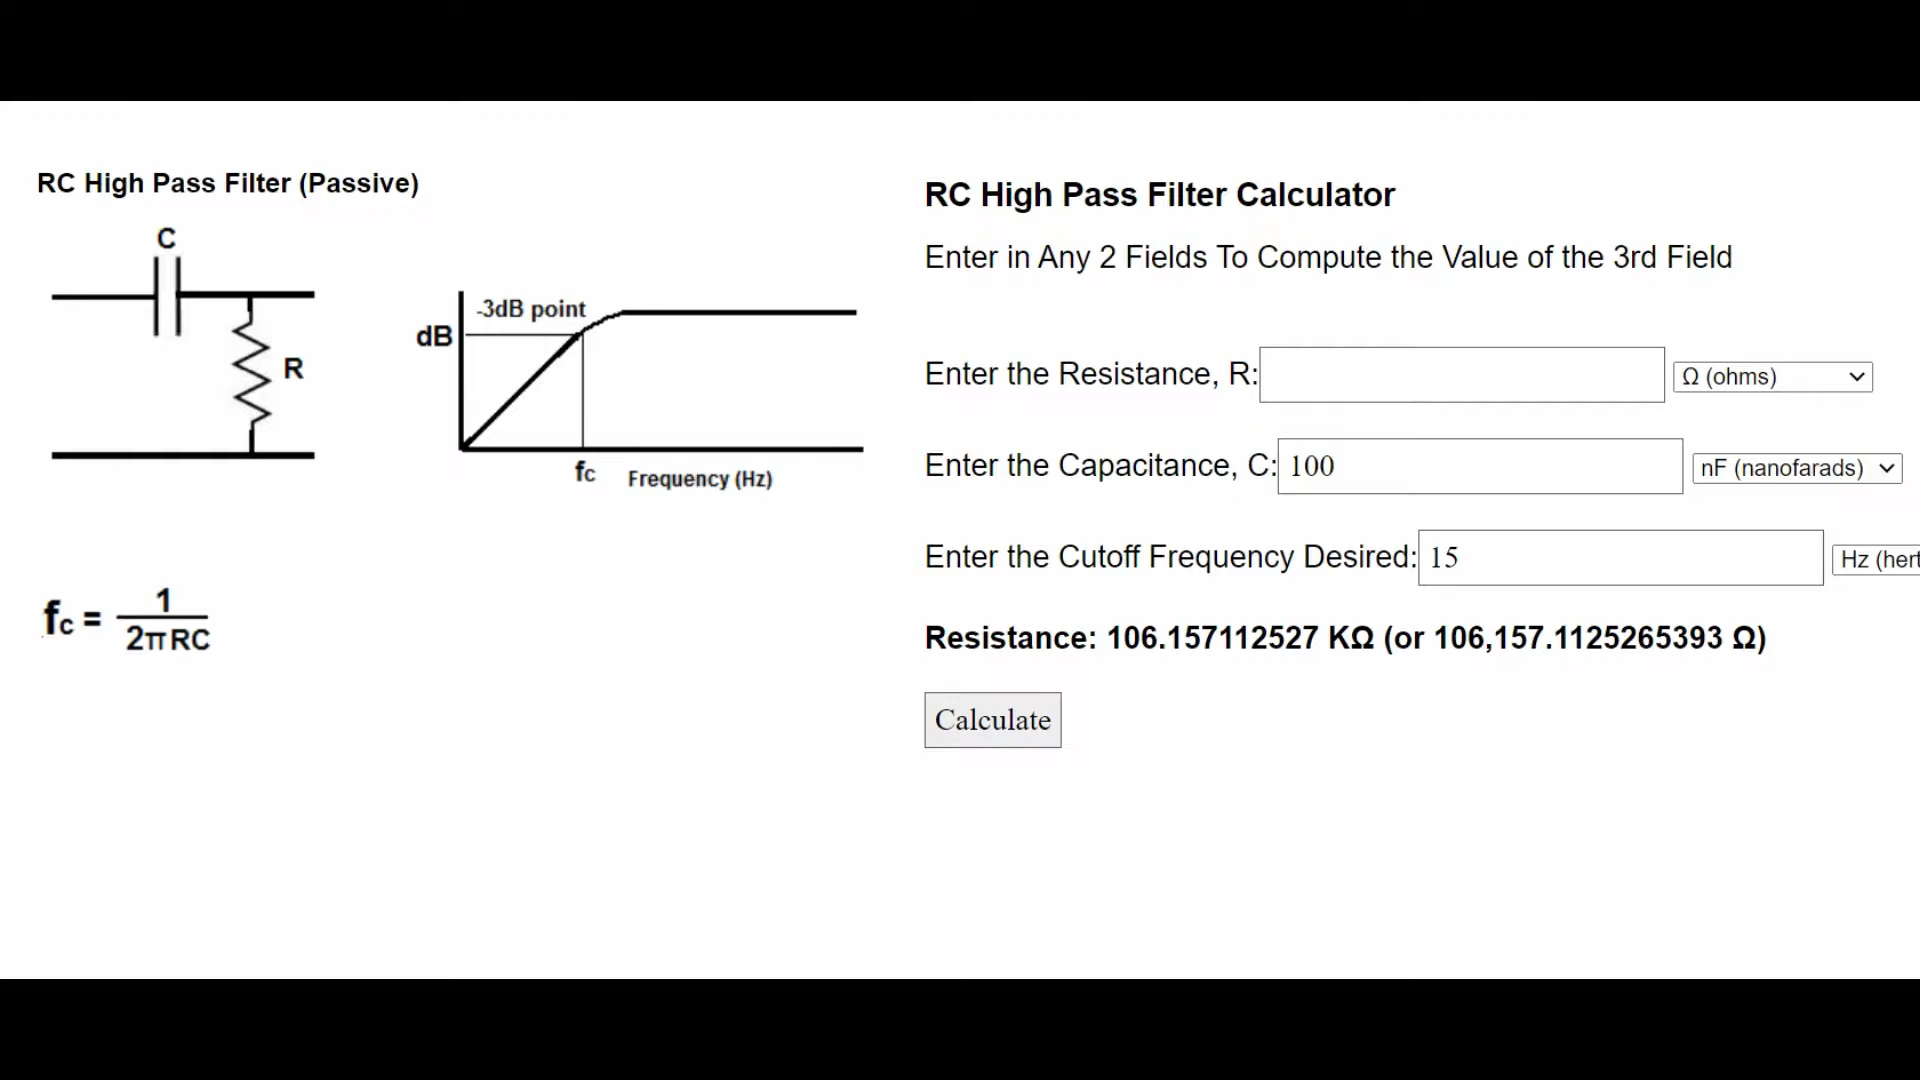 RC High Pass Filter (Passive)
C
R
-3dB point
dB
fc Frequency (Hz)
fc = 1
2πRC
RC High Pass Filter Calculator
Enter in Any 2 Fields To Compute the Value of the 3rd Field
Enter the Resistance, R: Ω (ohms)
Enter the Capacitance, C: 100 nF (nanofarads)
Enter the Cutoff Frequency Desired: 15 Hz (hert
Resistance: 106.157112527 KΩ (or 106,157.1125265393 Ω)
Calculate